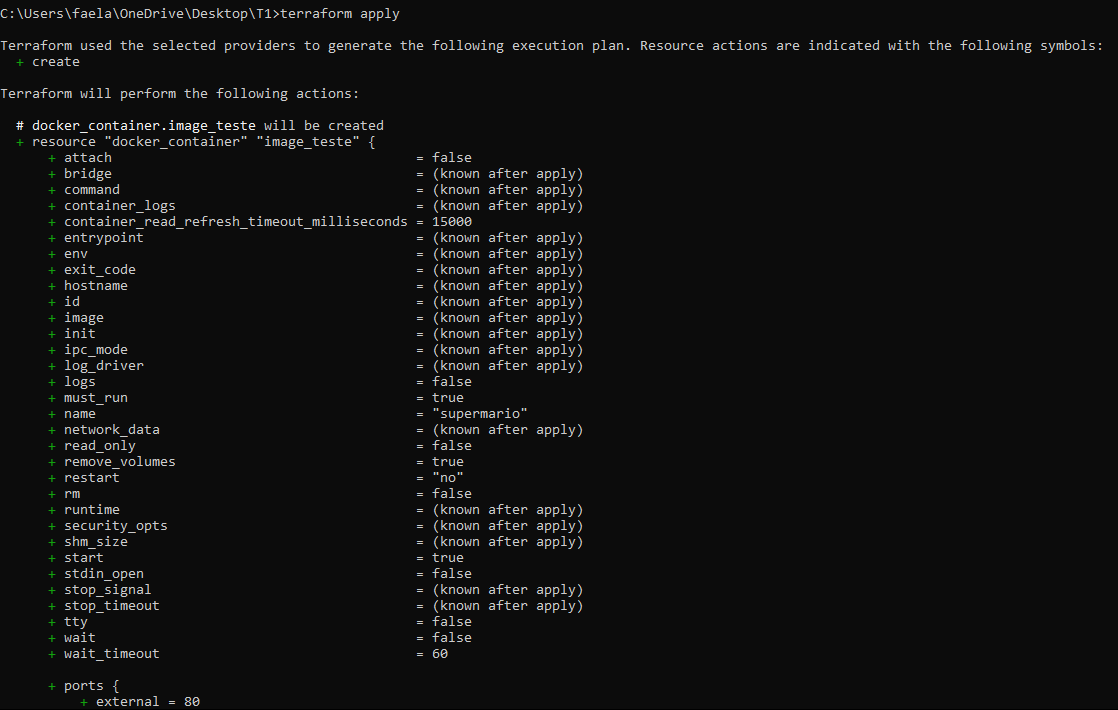 C:\Users\faela\OneDrive\Desktop\T1>terraform apply
Terraform used the selected providers to generate the following execution plan. Resource actions are indicated with the following symbols:
  + create
Terraform will perform the following actions:
  # docker_container.image_teste will be created
  + resource "docker_container" "image_teste" {
      + attach                                      = false
      + bridge                                      = (known after apply)
      + command                                     = (known after apply)
      + container_logs                              = (known after apply)
      + container_read_refresh_timeout_milliseconds = 15000
      + entrypoint                                  = (known after apply)
      + env                                         = (known after apply)
      + exit_code                                   = (known after apply)
      + hostname                                    = (known after apply)
      + id                                          = (known after apply)
      + image                                       = (known after apply)
      + init                                        = (known after apply)
      + ipc_mode                                    = (known after apply)
      + log_driver                                  = (known after apply)
      + logs                                        = false
      + must_run                                    = true
      + name                                        = "supermario"
      + network_data                                = (known after apply)
      + read_only                                   = false
      + remove_volumes                              = true
      + restart                                     = "no"
      + rm                                          = false
      + runtime                                     = (known after apply)
      + security_opts                               = (known after apply)
      + shm_size                                    = (known after apply)
      + start                                       = true
      + stdin_open                                  = false
      + stop_signal                                 = (known after apply)
      + stop_timeout                                = (known after apply)
      + tty                                         = false
      + wait                                        = false
      + wait_timeout                                = 60
      + ports {
          + external = 80